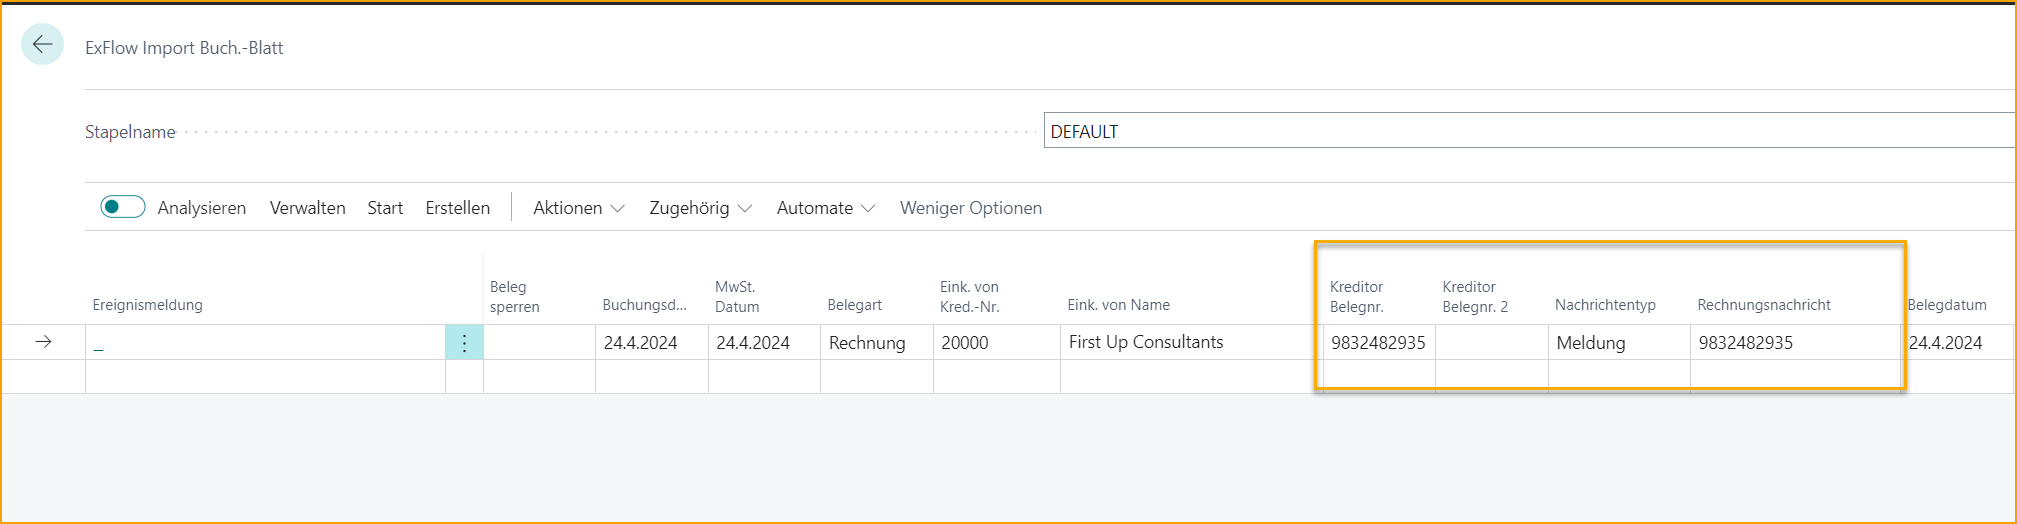 ExFlow Import Buch.-Blatt
Stapelname
DEFAULT
Analysieren Verwalten Start Erstellen Aktionen Zugehörig Automate Weniger Optionen
Ereignismeldung
Beleg
sperren
Buchungsd...
MwSt.
Datum
Belegart
Eink. von
Kred.-Nr.
Eink. von Name
Kreditor
Belegnr.
Kreditor
Belegnr. 2
Nachrichtentyp
Rechnungsnachricht
Belegdatum
_ 24.4.2024 24.4.2024 Rechnung 20000 First Up Consultants 9832482935 Meldung 9832482935 24.4.2024